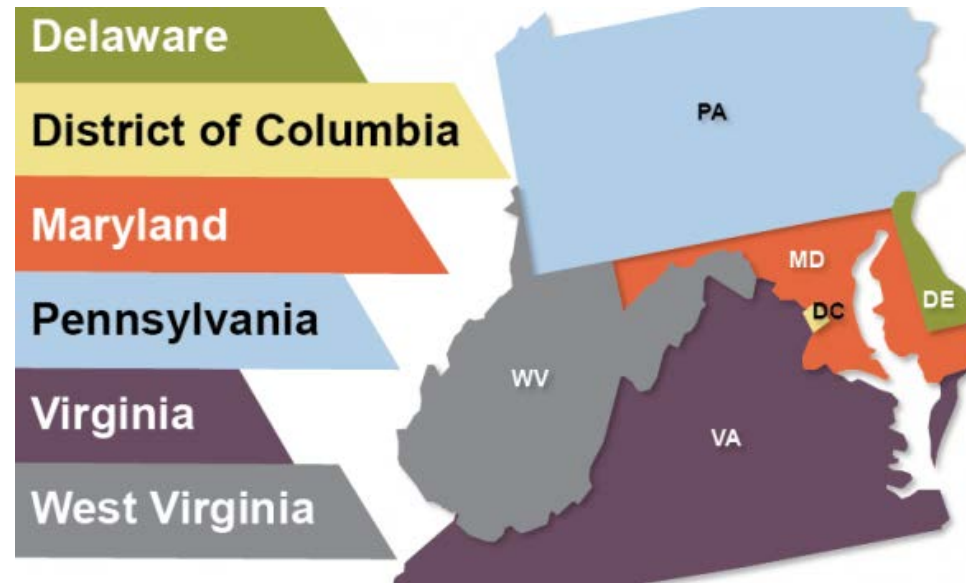 Delaware
District of Columbia
Maryland
Pennsylvania
Virginia
West Virginia
PA
MD
DC
DE
WV
VA